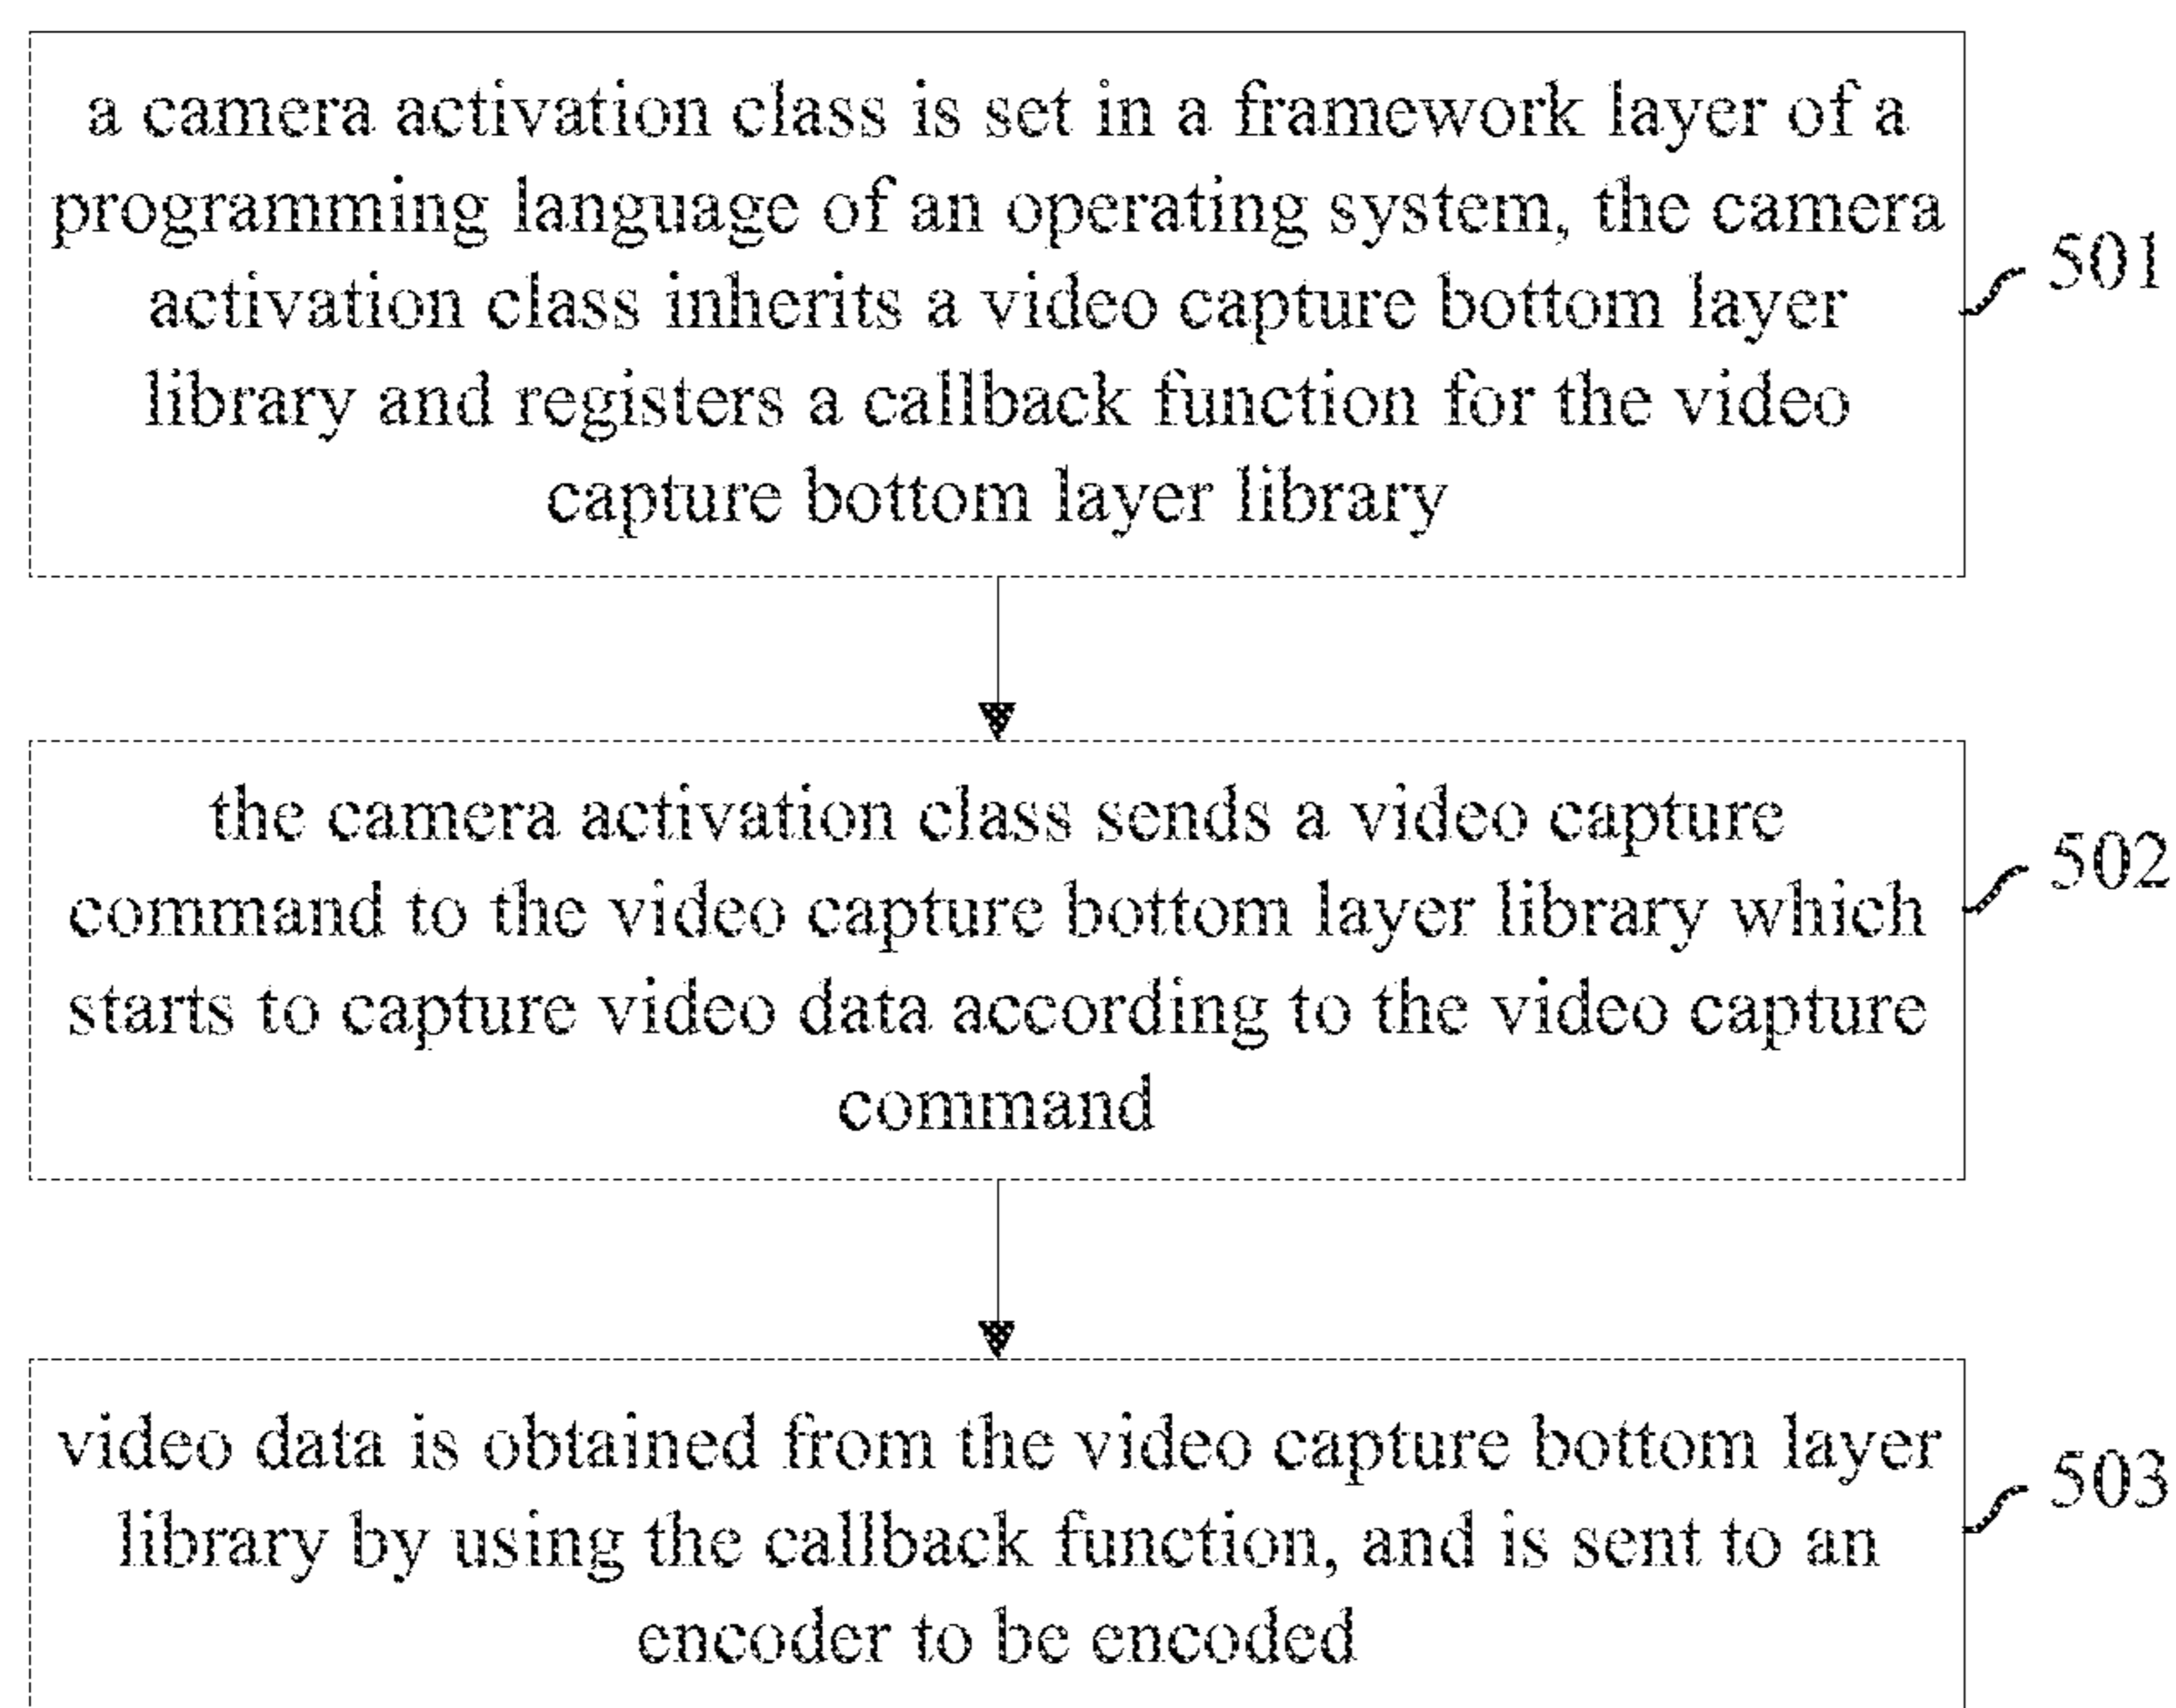 a camera activation class is set in a framework layer of a
programming language of an operating system, the camera
activation class inherits a video capture bottom layer
library and registers a callback function for the video
capture bottom layer library
501
the camera activation class sends a video capture
command to the video capture bottom layer library which
starts to capture video data according to the video capture
command
502
video data is obtained from the video capture bottom layer
library by using the callback function, and is sent to an
encoder to be encoded
503